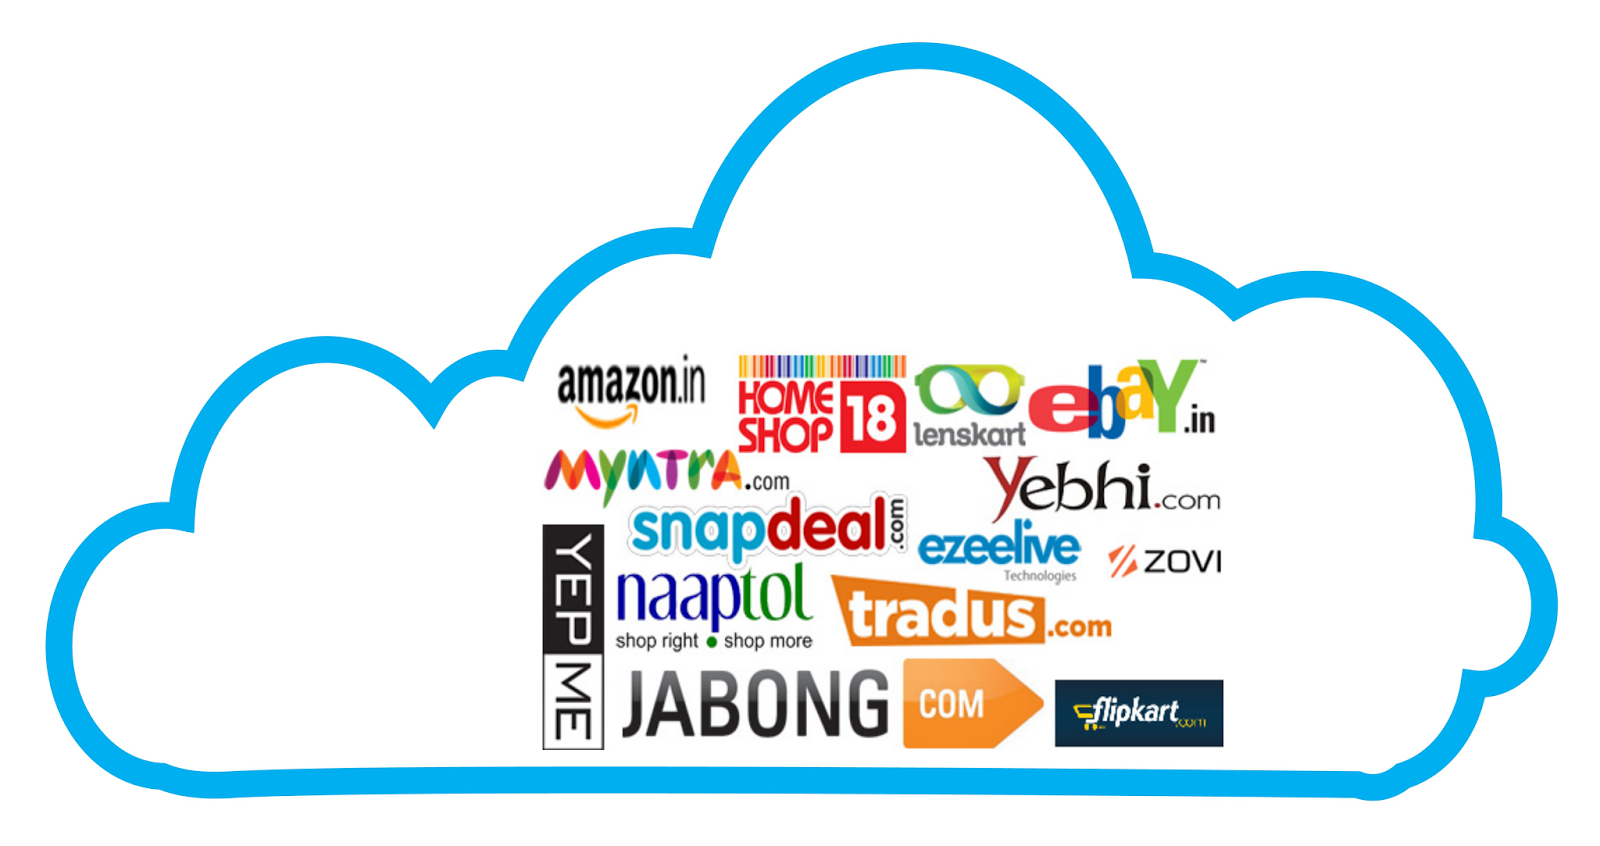 amazon.in
HOME SHOP 18
lenskart
ebaY™.in
myntra.com
Yebhi.com
snapdeal.com
ezeelive
Technologies
ZOVI
YEPME
naaptol
shop right • shop more
tradus.com
JABONG COM
flipkart.com